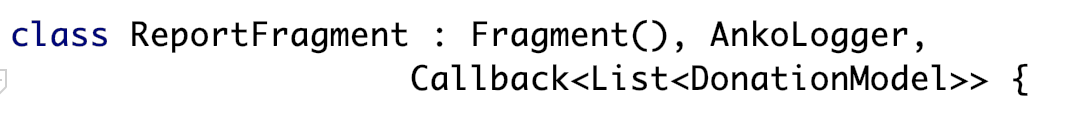 class ReportFragment : Fragment(), AnkoLogger,
Callback<List<DonationModel>> {